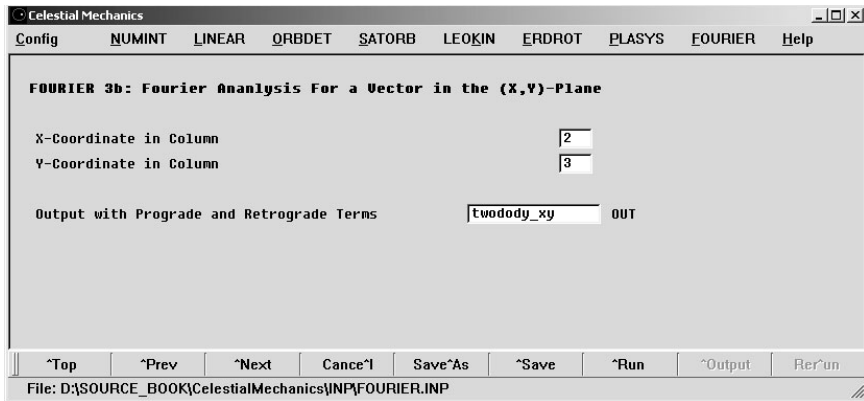 Celestial Mechanics
Config NUMINT LINEAR ORBDET SATORB LEOKIN ERDROT PLASYS FOURIER Help
FOURIER 3b: Fourier Ananlysis For a Vector in the (X,Y)-Plane
X-Coordinate in Column 2
Y-Coordinate in Column 3
Output with Prograde and Retrograde Terms twodody_xy OUT
^Top ^Prev ^Next Cance^l Save^As ^Save ^Run ^Output Rer^un
File: D:\SOURCE_BOOK\CelestialMechanics\INP\FOURIER.INP